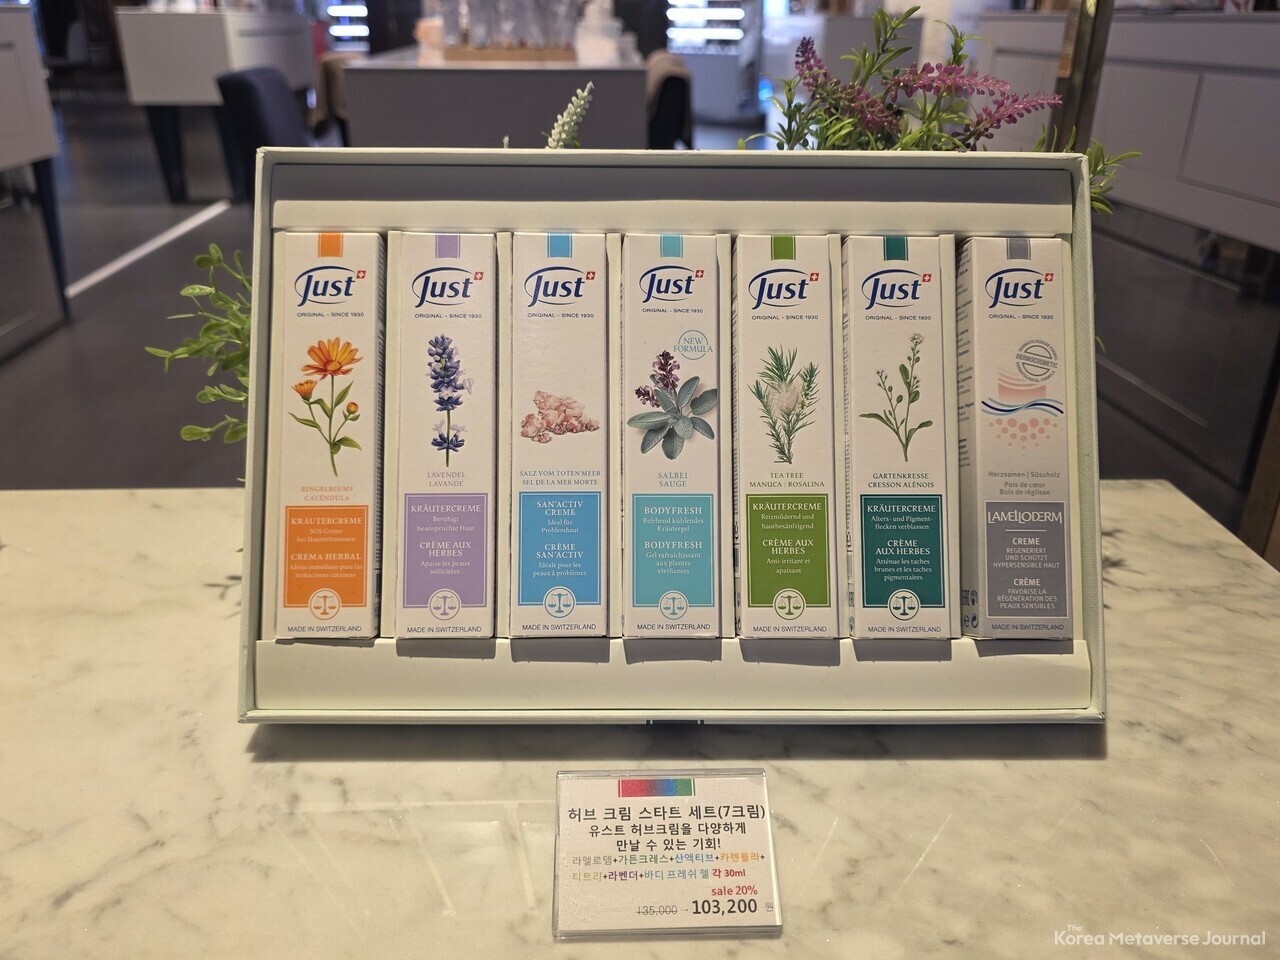 Just
ORIGINAL - SINCE 1930
RINGELBLUME
CALÉNDULA
KRÄUTERCREME
SOS Creme
bei Hautirritationen
CREMA HERBAL
Alivio inmediato para las
irritaciones cutáneas
MADE IN SWITZERLAND
Just
ORIGINAL - SINCE 1930
LAVENDEL
LAVANDE
KRÄUTERCREME
Beruhigt
beanspruchte Haut
CRÈME AUX
HERBES
Apaise les peaux
sollicitées
MADE IN SWITZERLAND
Just
ORIGINAL - SINCE 1930
SALZ VOM TOTEN MEER
SEL DE LA MER MORTE
SAN'ACTIV
CREME
Ideal für
Problemhaut
CRÈME
SAN'ACTIV
Idéale pour les
peaux à problèmes
MADE IN SWITZERLAND
Just
ORIGINAL - SINCE 1930
NEW
FORMULA
SALBEI
SAUGE
BODYFRESH
Belebend kühlendes
Kräutergel
BODYFRESH
Gel rafraîchissant
aux plantes
vivifiantes
MADE IN SWITZERLAND
Just
ORIGINAL - SINCE 1930
TEA TREE
MANUCA | ROSALINA
KRÄUTERCREME
Reizmildernd und
hautbesänftigend
CRÈME AUX
HERBES
Anti-irritant et
apaisant
MADE IN SWITZERLAND
Just
ORIGINAL - SINCE 1930
GARTENKRESSE
CRESSON ALÉNOIS
KRÄUTERCREME
Alters- und Pigment-
flecken verblassen
CRÈME
AUX HERBES
Atténue les taches
brunes et les taches
pigmentaires
MADE IN SWITZERLAND
Just
ORIGINAL - SINCE 1930
DERMOCOSMETIC
Herzsamen | Süssholz
Pois de cœur
Bois de réglisse
LAMELLODERM
CREME
REGENERIERT
UND SCHÜTZT
HYPERSENSIBLE HAUT
CRÈME
FAVORISE LA
RÉGÉNÉRATION DES
PEAUX SENSIBLES
MADE IN SWITZERLAND
허브 크림 스타트 세트(7크림)
유스트 허브크림을 다양하게
만날 수 있는 기회!
라멜로뎀+가든크레스+산액티브+카렌듈라+
티트리+라벤더+바디 프레쉬 젤 각 30ml
sale 20%
135,000 → 103,200 원
The
Korea Metaverse Journal